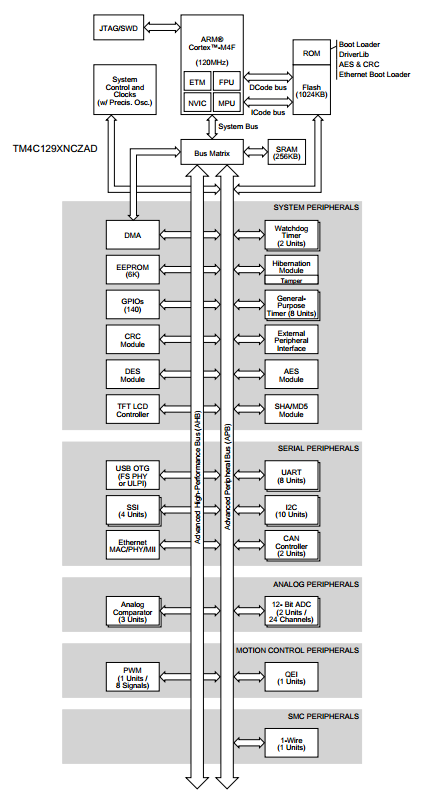 JTAG/SWD
ARM®
Cortex™-M4F
(120MHz)
ETM
FPU
NVIC
MPU
ROM
Flash
(1024KB)
Boot Loader
DriverLib
AES & CRC
Ethernet Boot Loader
DCode bus
ICode bus
System
Control and
Clocks
(w/ Precis. Osc.)
System Bus
TM4C129XNCZAD
Bus Matrix
SRAM
(256KB)
SYSTEM PERIPHERALS
DMA
Watchdog
Timer
(2 Units)
EEPROM
(6K)
Hibernation
Module
Tamper
GPIOs
(140)
General-
Purpose
Timer (8 Units)
CRC
Module
External
Peripheral
Interface
DES
Module
AES
Module
TFT LCD
Controller
SHA/MD5
Module
Advanced High-Performance Bus (AHB)
Advanced Peripheral Bus (APB)
SERIAL PERIPHERALS
USB OTG
(FS PHY
or ULPI)
UART
(8 Units)
SSI
(4 Units)
I2C
(10 Units)
Ethernet
MAC/PHY/MII
CAN
Controller
(2 Units)
ANALOG PERIPHERALS
Analog
Comparator
(3 Units)
12- Bit ADC
(2 Units /
24 Channels)
MOTION CONTROL PERIPHERALS
PWM
(1 Units /
8 Signals)
QEI
(1 Units)
SMC PERIPHERALS
1-Wire
(1 Units)